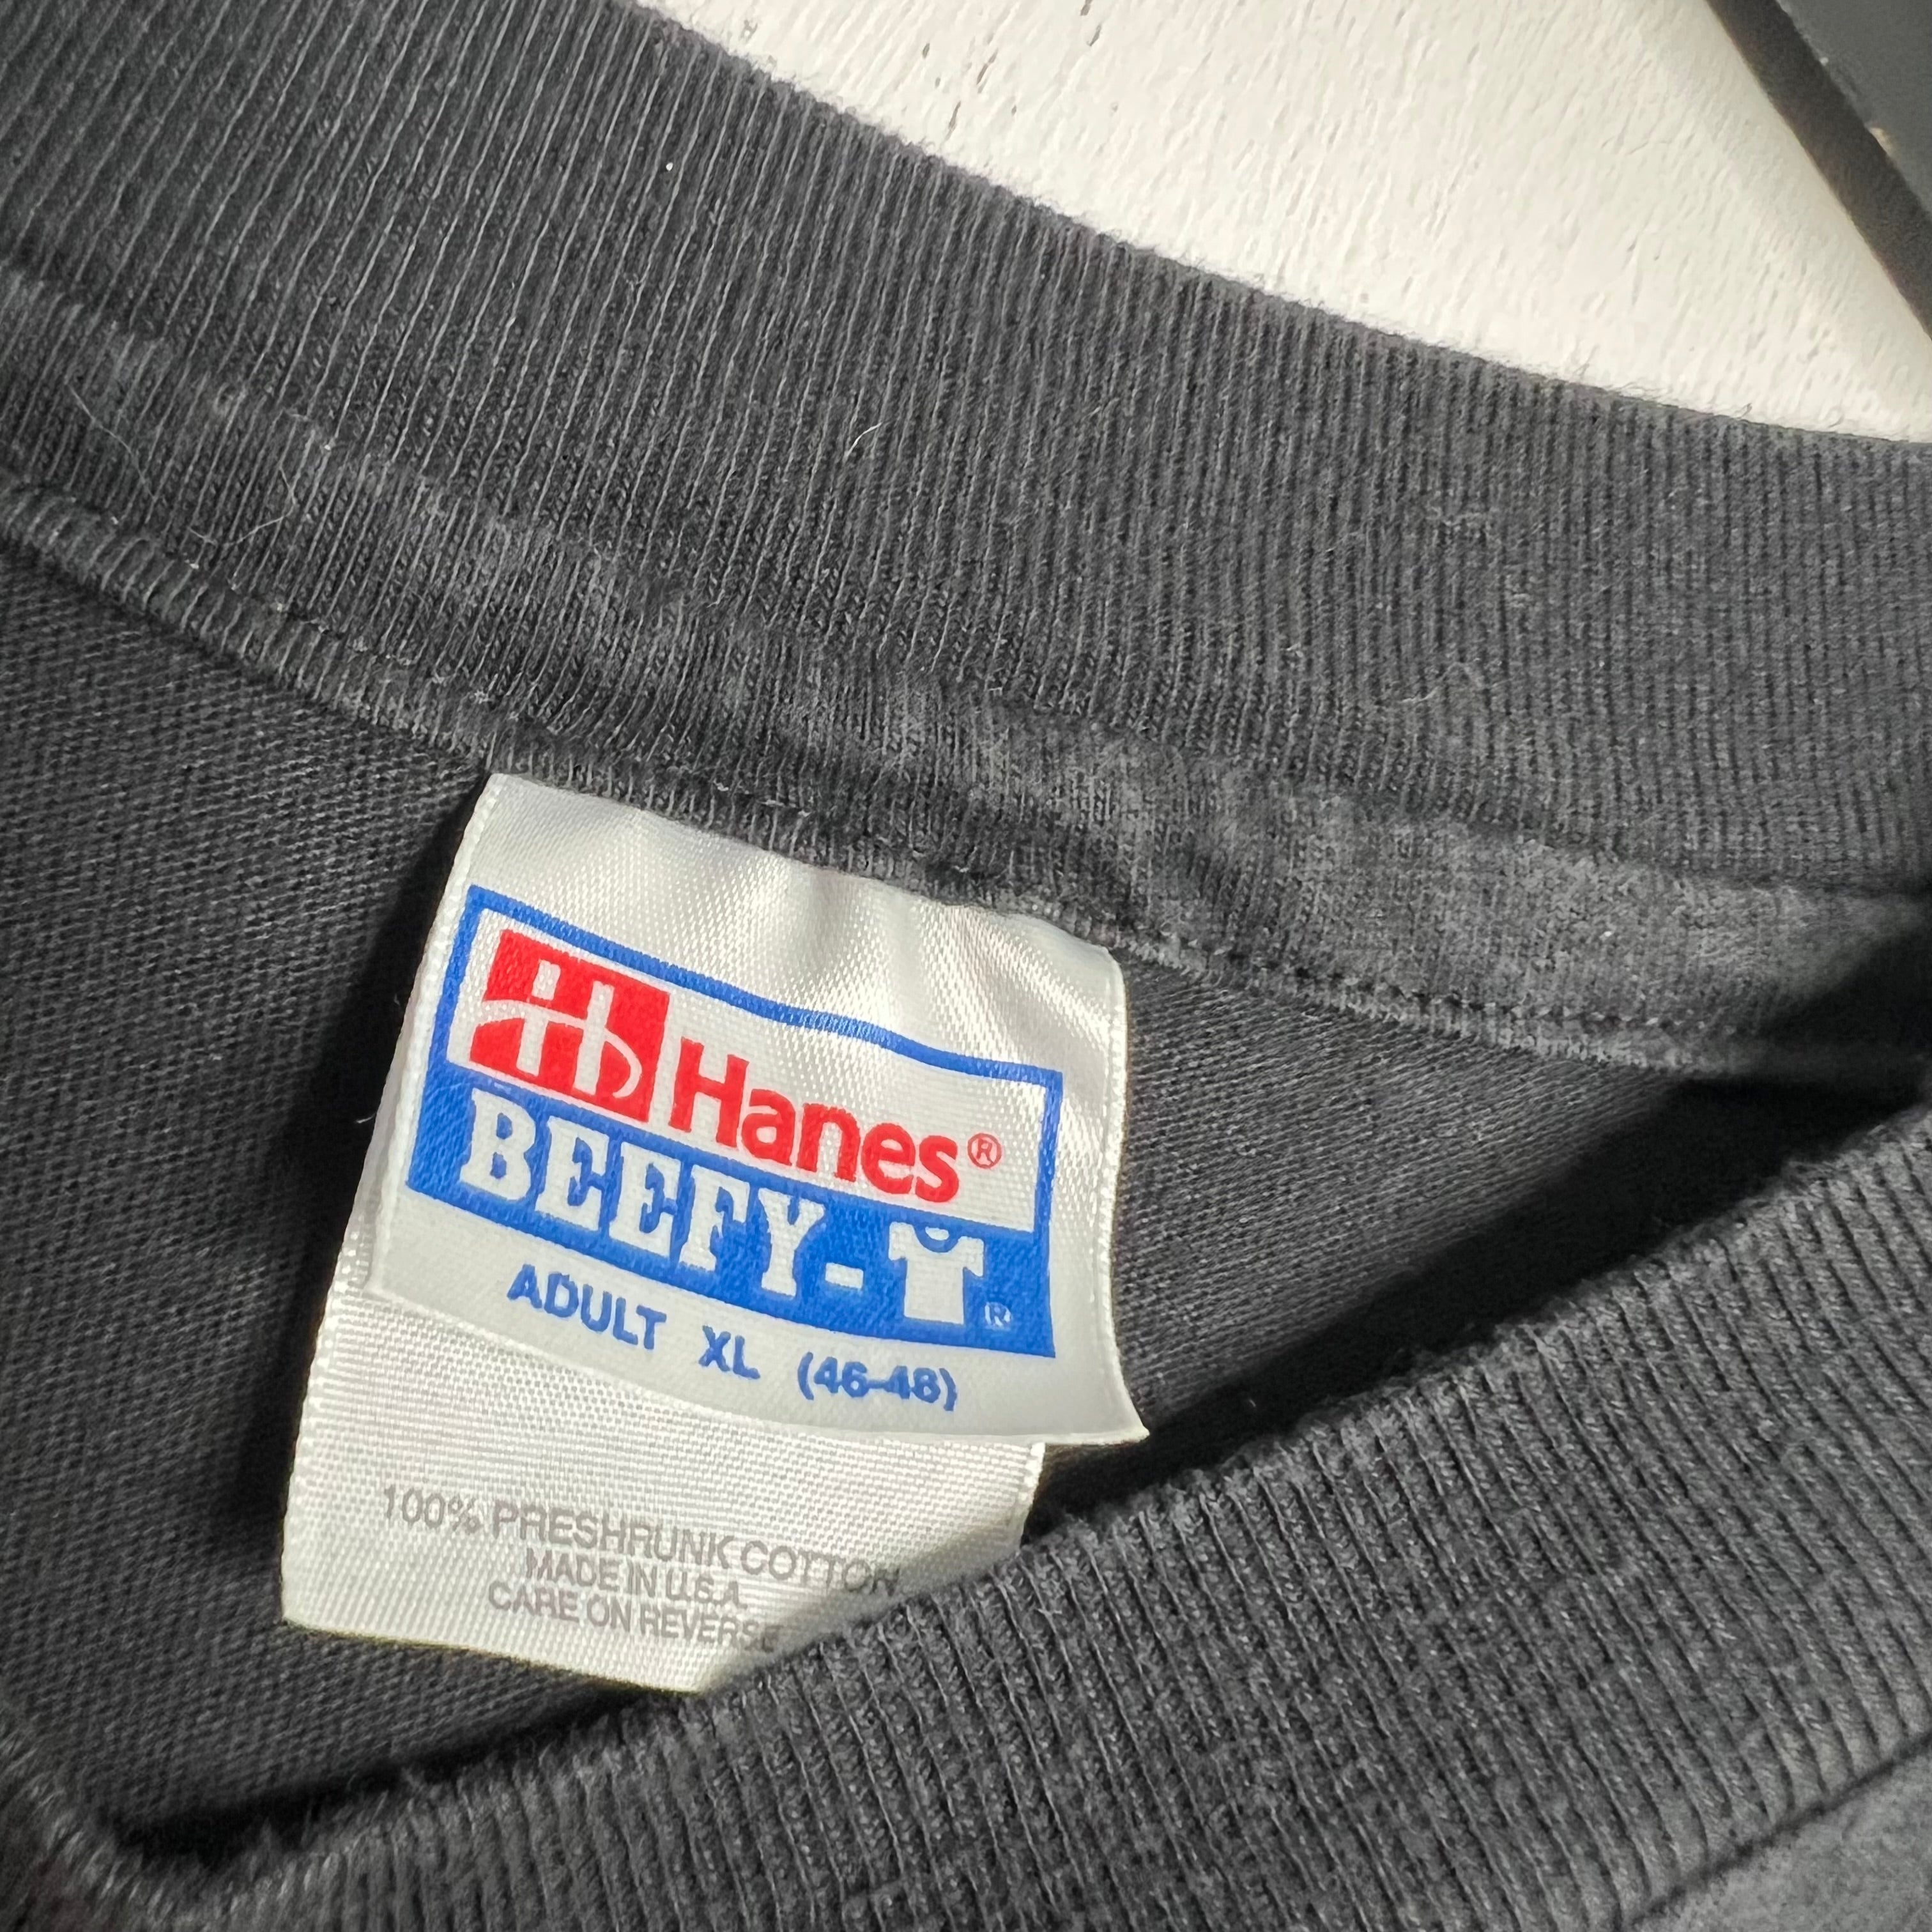 Hanes®
BEEFY-T®
ADULT XL (46-48)
100% PRESHRUNK COTTON
MADE IN U.S.A.
CARE ON REVERSE